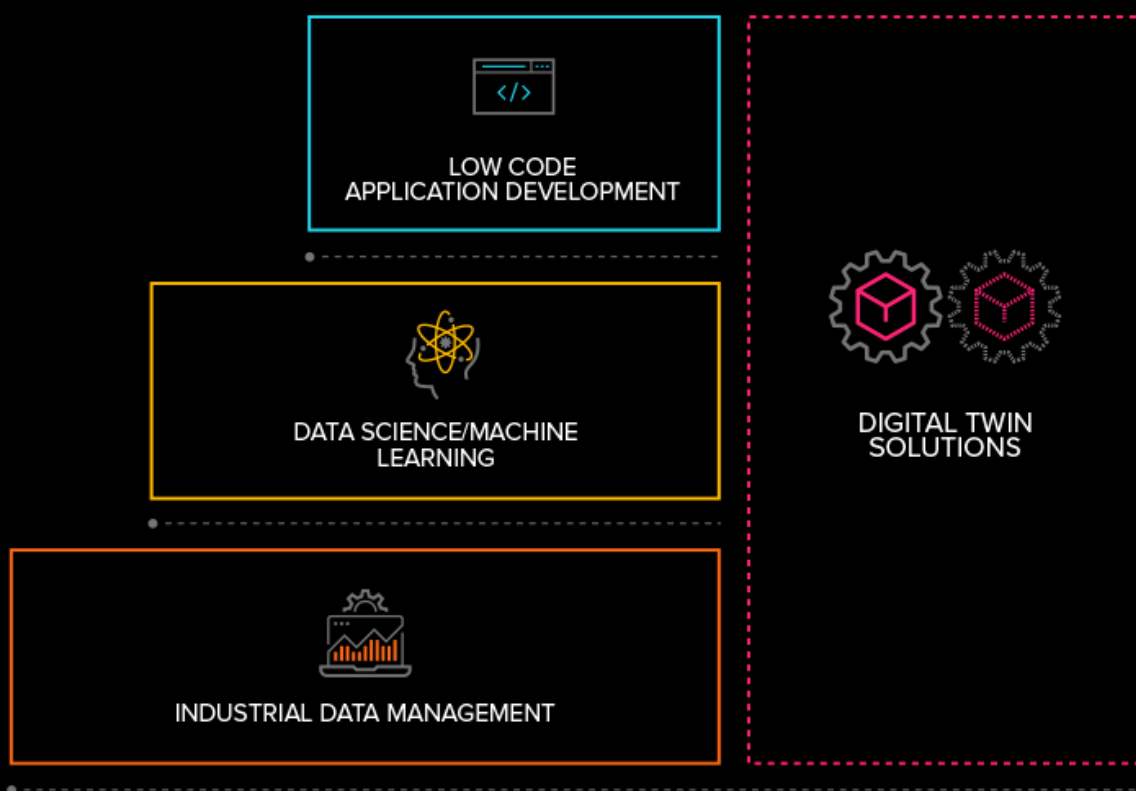 </>
LOW CODE
APPLICATION DEVELOPMENT
DATA SCIENCE/MACHINE
LEARNING
INDUSTRIAL DATA MANAGEMENT
DIGITAL TWIN
SOLUTIONS